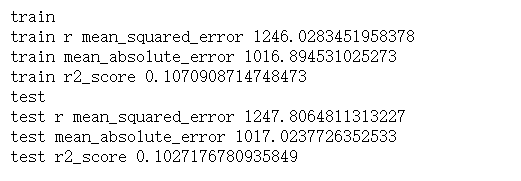 train
train r mean_squared_error 1246.0283451958378
train mean_absolute_error 1016.894531025273
train r2_score 0.1070908714748473
test
test r mean_squared_error 1247.8064811313227
test mean_absolute_error 1017.0237726352533
test r2_score 0.1027176780935849